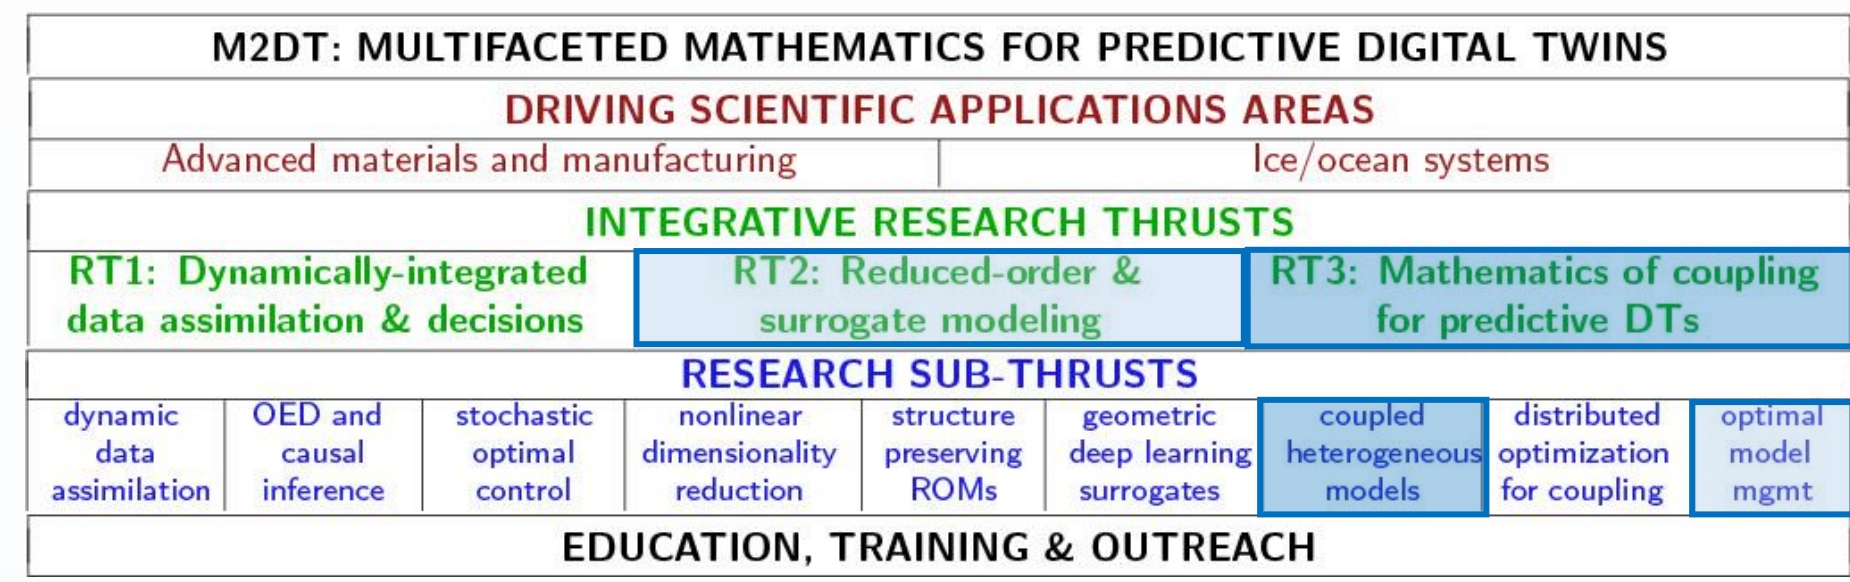 M2DT: MULTIFACETED MATHEMATICS FOR PREDICTIVE DIGITAL TWINS
DRIVING SCIENTIFIC APPLICATIONS AREAS
Advanced materials and manufacturing
Ice/ocean systems
INTEGRATIVE RESEARCH THRUSTS
RT1: Dynamically-integrated
data assimilation & decisions
RT2: Reduced-order &
surrogate modeling
RT3: Mathematics of coupling
for predictive DTs
RESEARCH SUB-THRUSTS
dynamic
data
assimilation
OED and
causal
inference
stochastic
optimal
control
nonlinear
dimensionality
reduction
structure
preserving
ROMs
geometric
deep learning
surrogates
coupled
heterogeneous
models
distributed
optimization
for coupling
optimal
model
mgmt
EDUCATION, TRAINING & OUTREACH